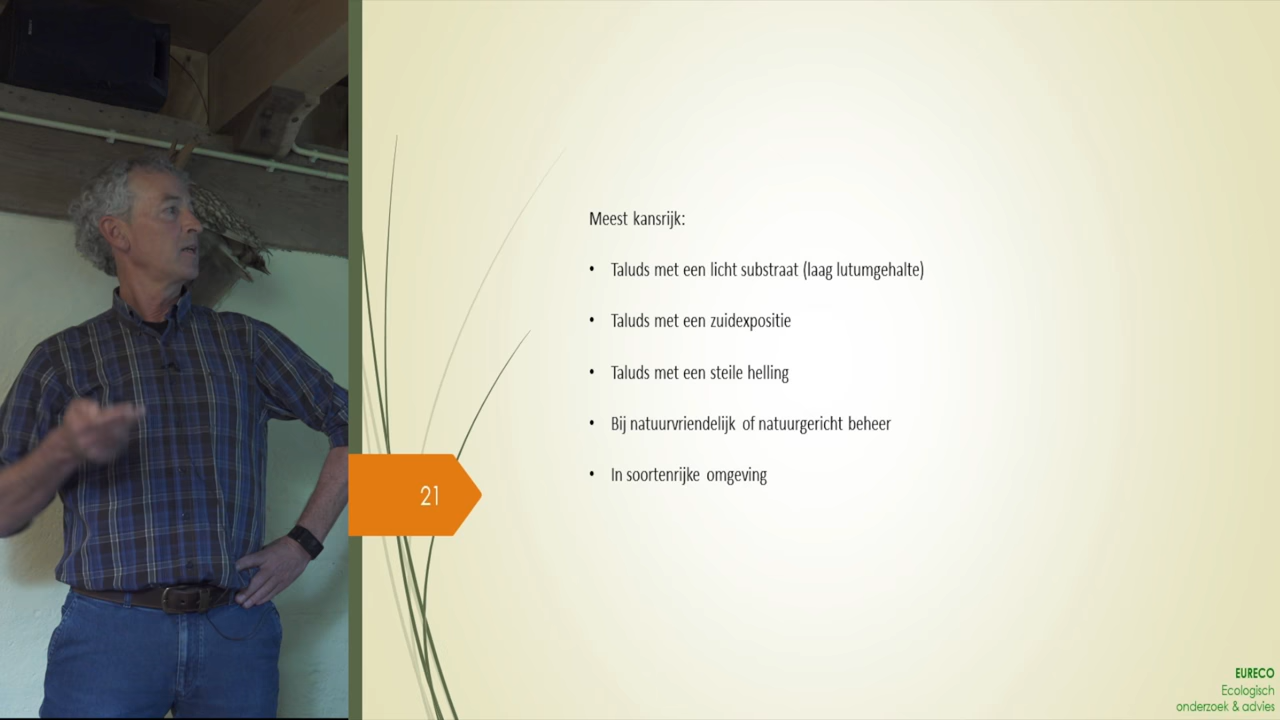 Meest kansrijk:
• Taluds met een licht substraat (laag lutumgehalte)
• Taluds met een zuidexpositie
• Taluds met een steile helling
• Bij natuurvriendelijk of natuurgericht beheer
• In soortenrijke omgeving
21
EURECO
Ecologisch
onderzoek & advies